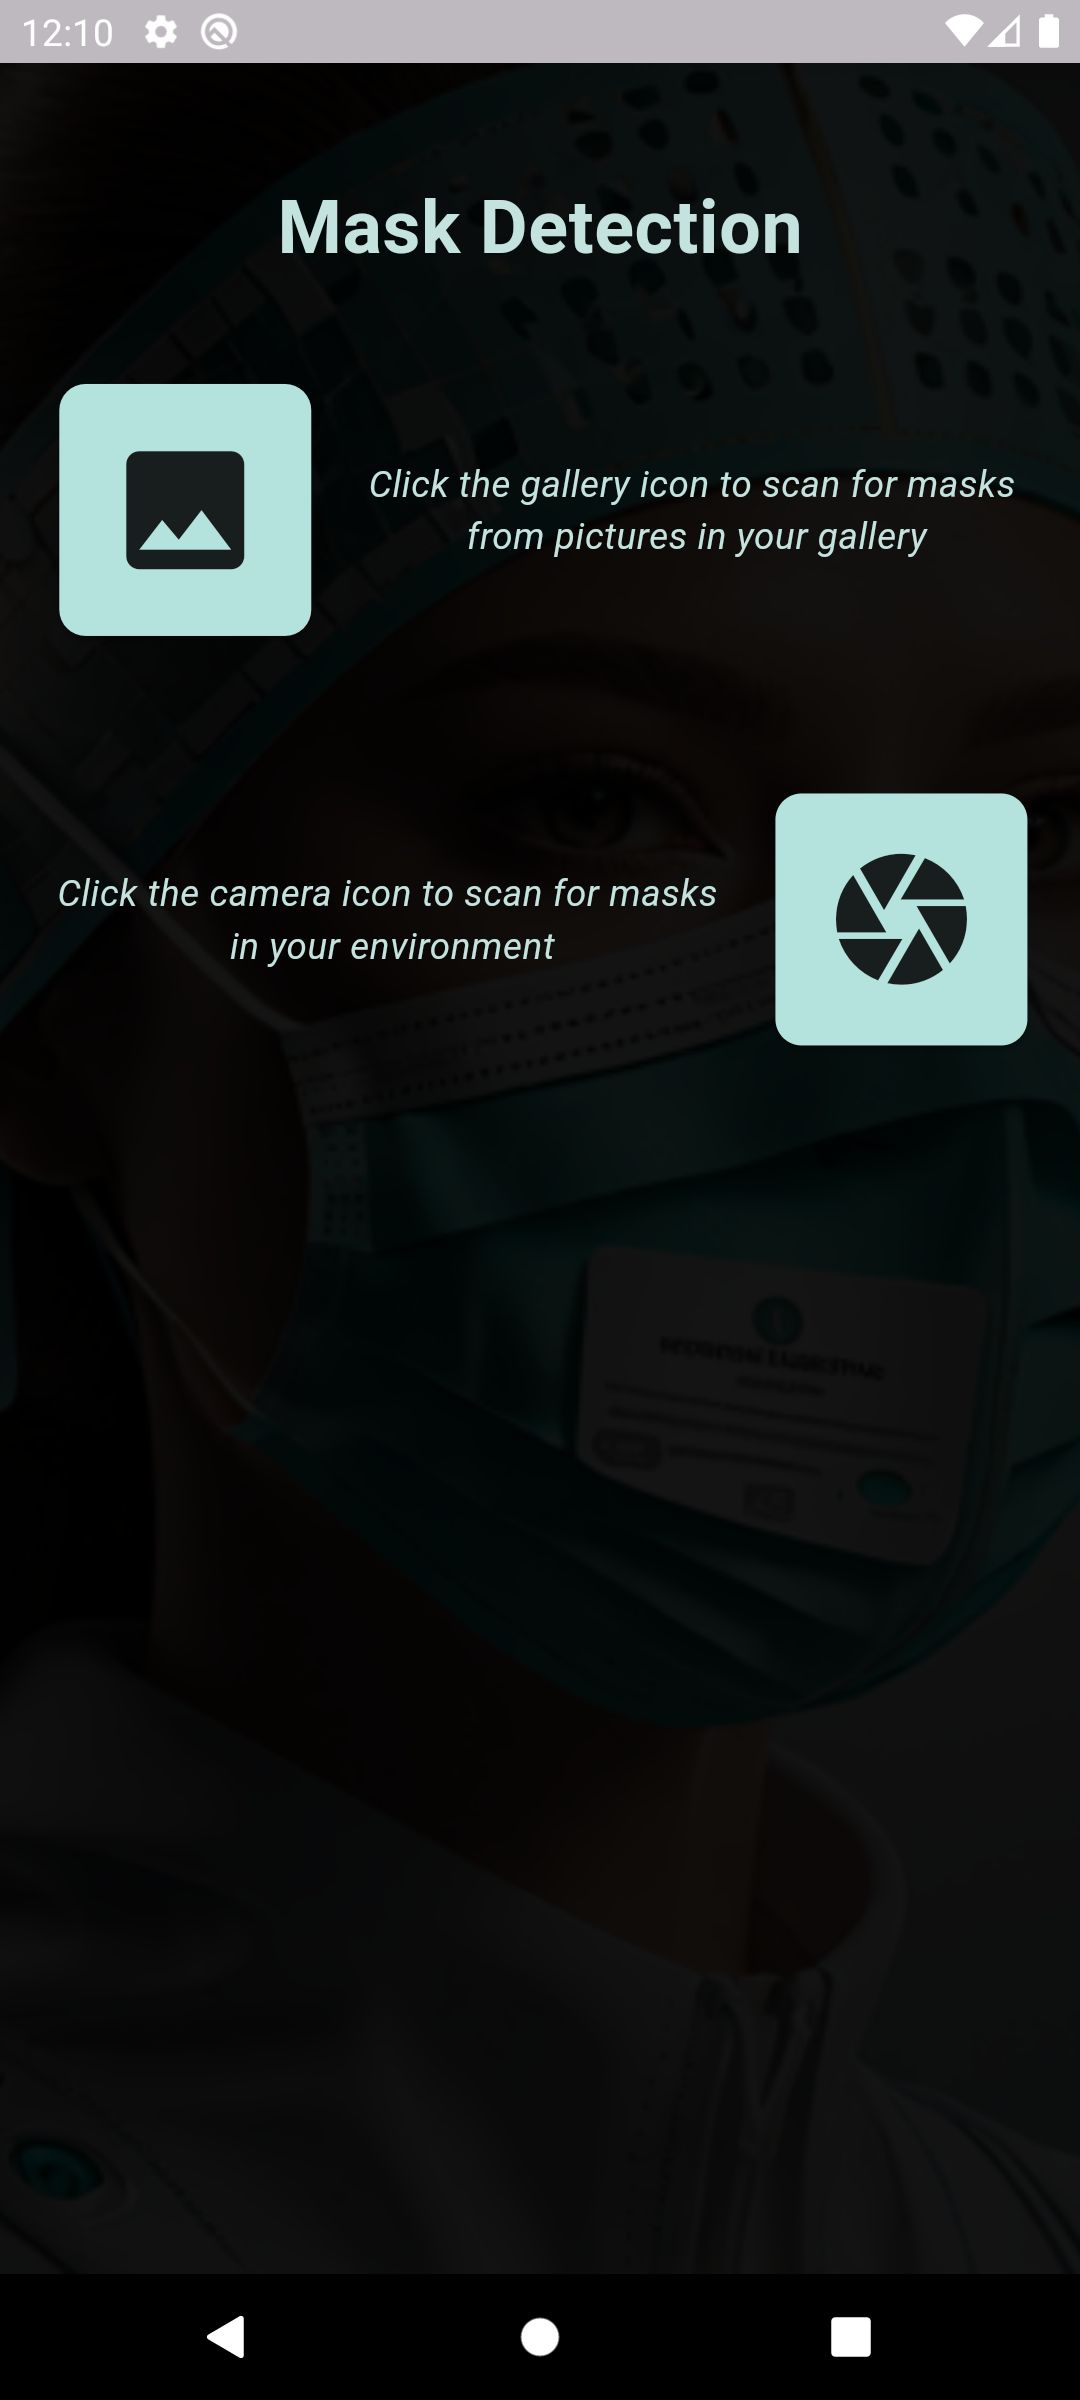 12:10
Mask Detection
Click the gallery icon to scan for masks
from pictures in your gallery
Click the camera icon to scan for masks
in your environment